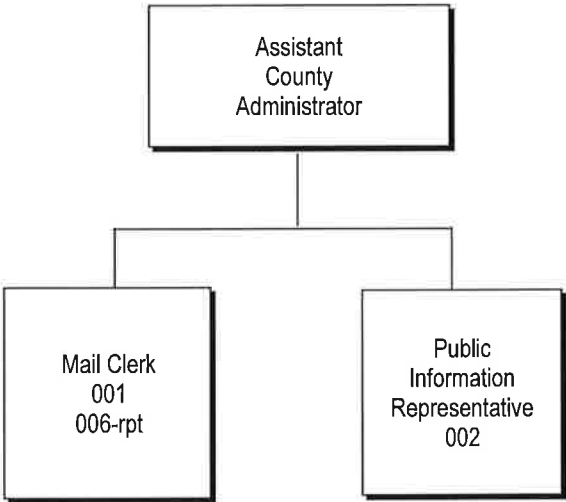 Assistant
County
Administrator
Mail Clerk
001
006-rpt
Public
Information
Representative
002